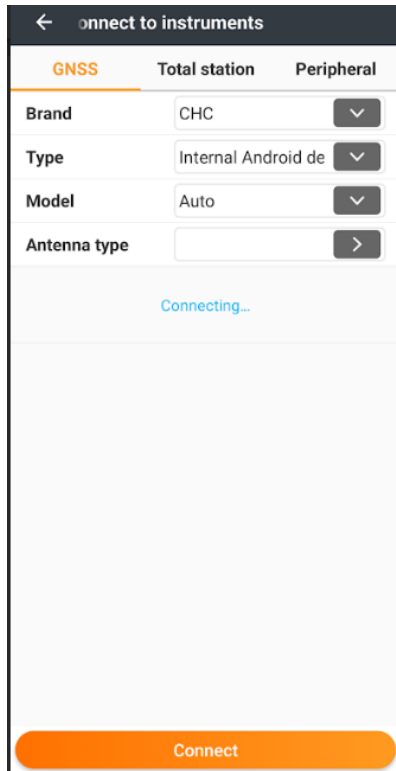 onnect to instruments
GNSS Total station Peripheral
Brand CHC
Type Internal Android de
Model Auto
Antenna type
Connecting...
Connect